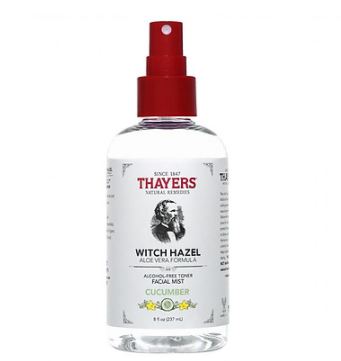 SINCE 1847
THAYERS
NATURAL REMEDIES
WITCH HAZEL
ALOE VERA FORMULA
ALCOHOL-FREE TONER
FACIAL MIST
CUCUMBER
8 fl oz (237 mL)